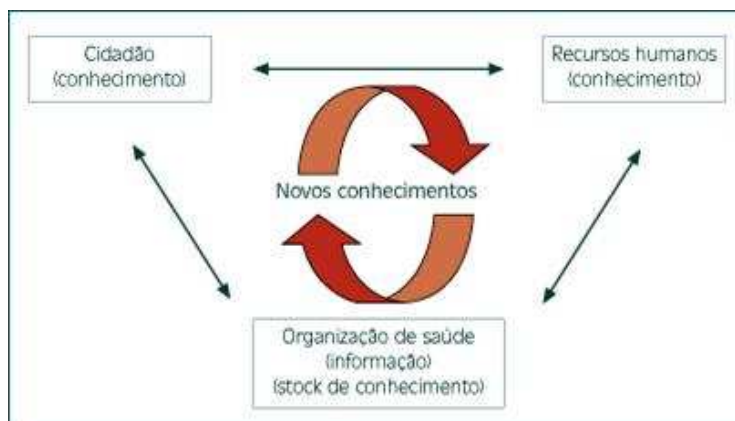 Cidadão
(conhecimento)
Recursos humanos
(conhecimento)
Novos conhecimentos
Organização de saúde
(informação)
(stock de conhecimento)